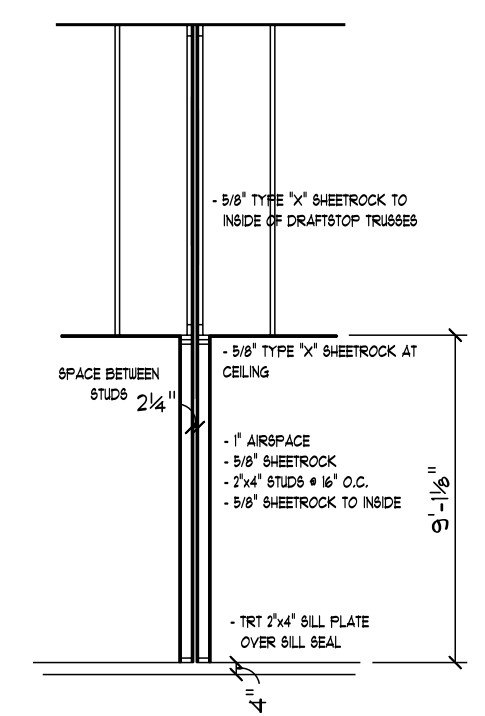 - 5/8" TYPE "X" SHEETROCK TO
INSIDE OF DRAFTSTOP TRUSSES
- 5/8" TYPE "X" SHEETROCK AT
CEILING
SPACE BETWEEN
STUDS 2¼"
- 1" AIRSPACE
- 5/8" SHEETROCK
- 2"x4" STUDS @ 16" O.C.
- 5/8" SHEETROCK TO INSIDE
9'-1⅛"
- TRT 2"x4" SILL PLATE
OVER SILL SEAL
4"